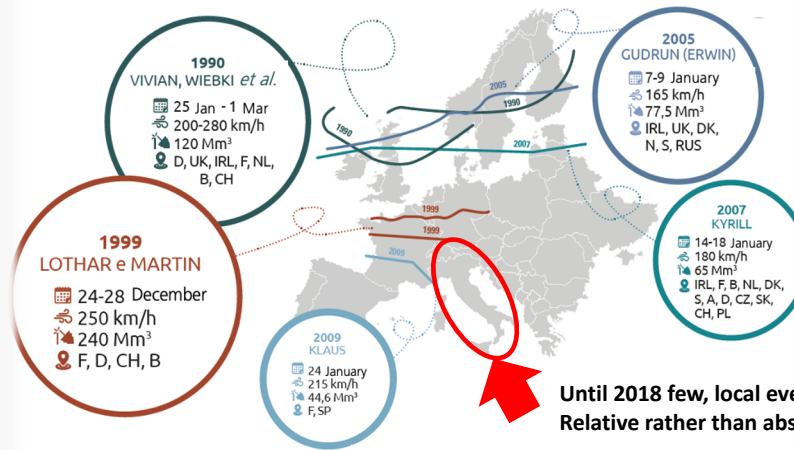 1990
VIVIAN, WIEBKI et al.
25 Jan - 1 Mar
200-280 km/h
120 Mm³
D, UK, IRL, F, NL,
B, CH
2005
GUDRUN (ERWIN)
7-9 January
165 km/h
77,5 Mm³
IRL, UK, DK,
N, S, RUS
1999
LOTHAR e MARTIN
24-28 December
250 km/h
240 Mm³
F, D, CH, B
2007
KYRILL
14-18 January
180 km/h
65 Mm³
IRL, F, B, NL, DK,
S, A, D, CZ, SK,
CH, PL
2009
KLAUS
24 January
215 km/h
44,6 Mm³
F, SP
2005
1990
1990
2007
1999
1999
2009
Until 2018 few, local eve
Relative rather than abs